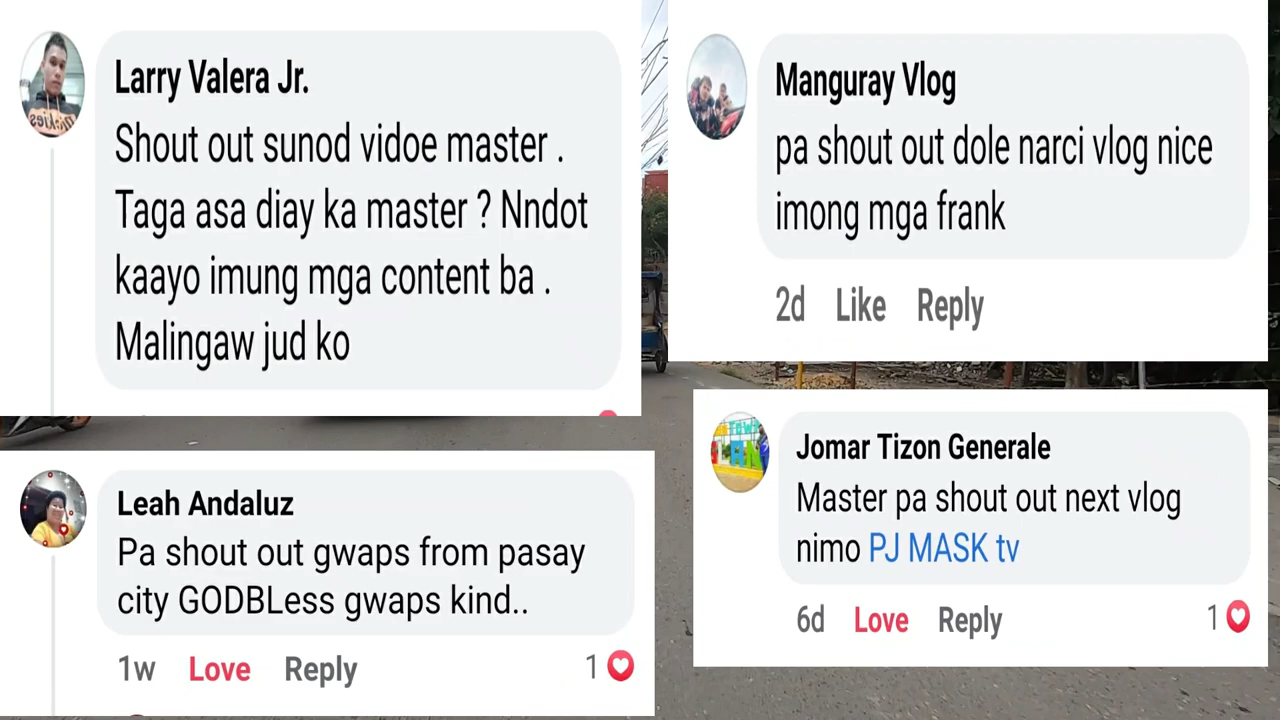 Larry Valera Jr.
Shout out sunod vidoe master .
Taga asa diay ka master ? Nndot
kaayo imung mga content ba .
Malingaw jud ko
Manguray Vlog
pa shout out dole narci vlog nice
imong mga frank
2d Like Reply
Leah Andaluz
Pa shout out gwaps from pasay
city GODBLess gwaps kind..
1w Love Reply 1
Jomar Tizon Generale
Master pa shout out next vlog
nimo PJ MASK tv
6d Love Reply 1